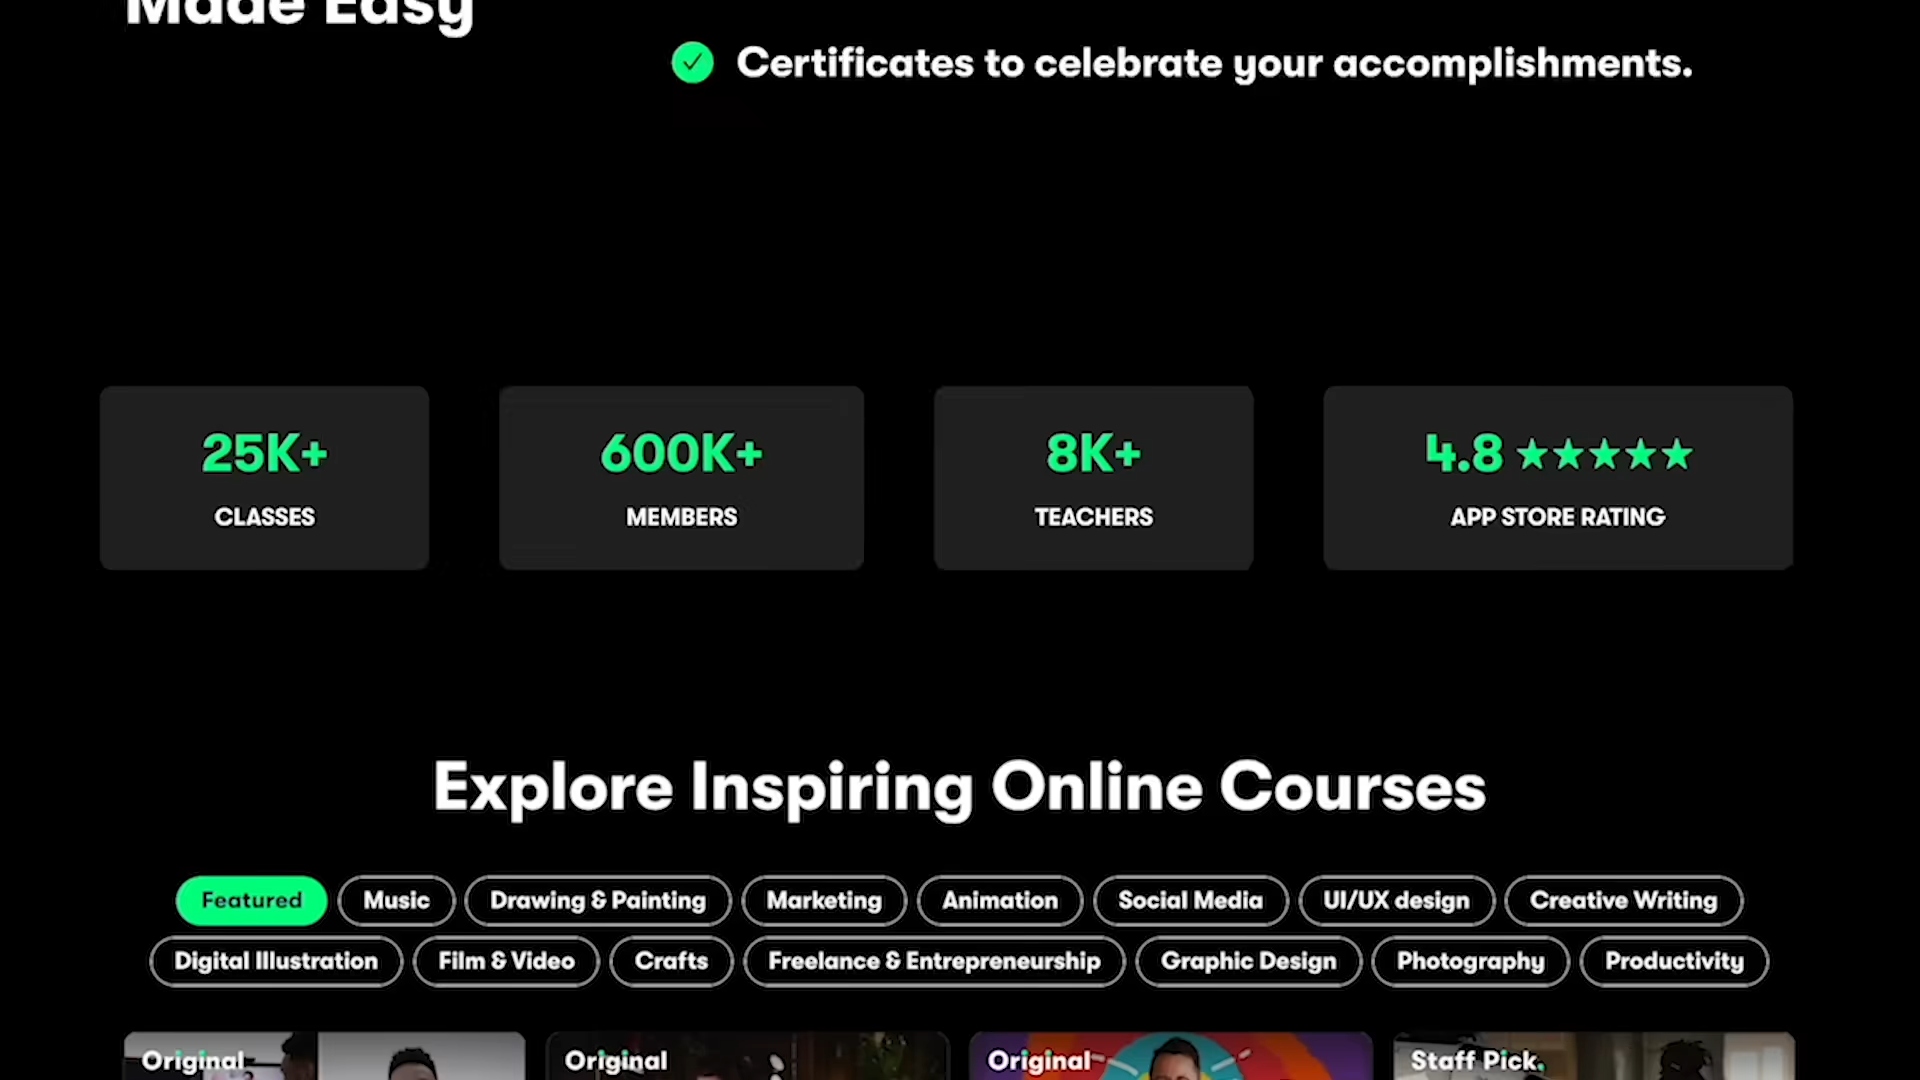 Made Easy
Certificates to celebrate your accomplishments.
25K+
CLASSES
600K+
MEMBERS
8K+
TEACHERS
4.8 ★★★★★
APP STORE RATING
Explore Inspiring Online Courses
Featured Music Drawing & Painting Marketing Animation Social Media UI/UX design Creative Writing
Digital Illustration Film & Video Crafts Freelance & Entrepreneurship Graphic Design Photography Productivity
Original Original Original Staff Pick.